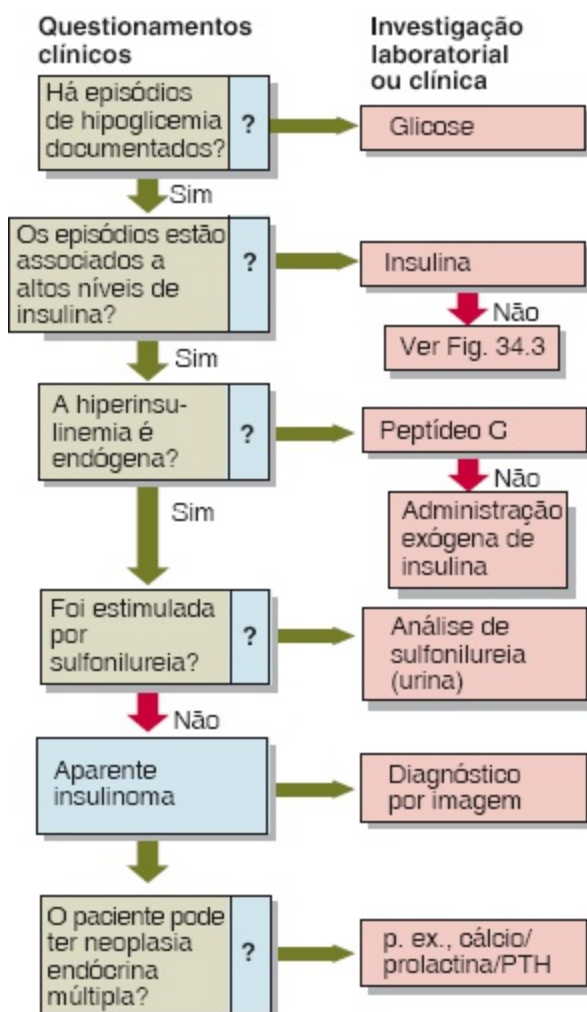 Questionamentos
clínicos
Investigação
laboratorial
ou clínica
Há episódios
de hipoglicemia
documentados?
?
Glicose
Sim
Os episódios estão
associados a
altos níveis de
insulina?
?
Insulina
Não
Ver Fig. 34.3
Sim
A hiperinsu-
linemia é
endógena?
?
Peptídeo C
Não
Administração
exógena de
insulina
Sim
Foi estimulada
por
sulfonilureia?
?
Análise de
sulfonilureia
(urina)
Não
Aparente
insulinoma
Diagnóstico
por imagem
O paciente pode
ter neoplasia
endócrina
múltipla?
?
p. ex., cálcio/
prolactina/PTH